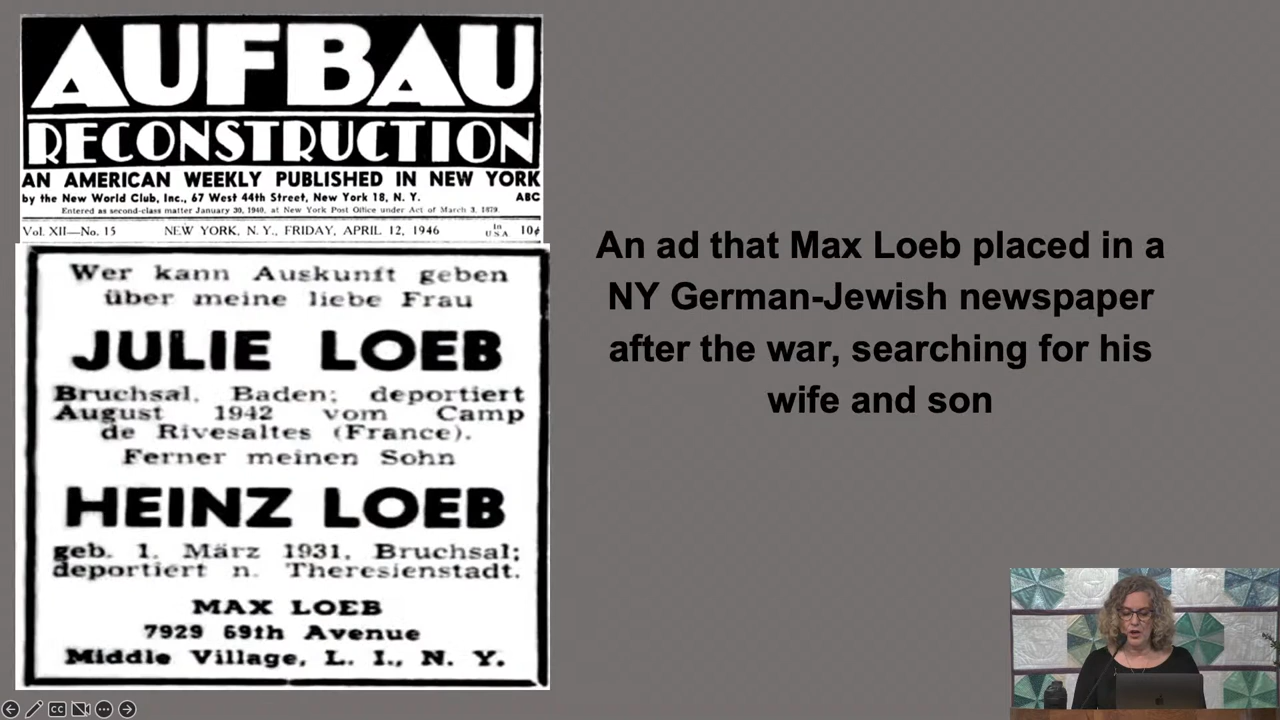 AUFBAU
RECONSTRUCTION
AN AMERICAN WEEKLY PUBLISHED IN NEW YORK
by the New World Club, Inc., 67 West 44th Street, New York 18, N. Y. ABC
Entered as second-class matter January 30, 1940, at New York Post Office under Act of March 3, 1879.
Vol. XII—No. 15 NEW YORK, N. Y., FRIDAY, APRIL 12, 1946 In U.S.A. 10¢
Wer kann Auskunft geben
über meine liebe Frau
JULIE LOEB
Bruchsal, Baden; deportiert
August 1942 vom Camp
de Rivesaltes (France).
Ferner meinen Sohn
HEINZ LOEB
geb. 1. März 1931, Bruchsal;
deportiert n. Theresienstadt.
MAX LOEB
7929 69th Avenue
Middle Village, L. I., N. Y.
An ad that Max Loeb placed in a
NY German-Jewish newspaper
after the war, searching for his
wife and son
CC